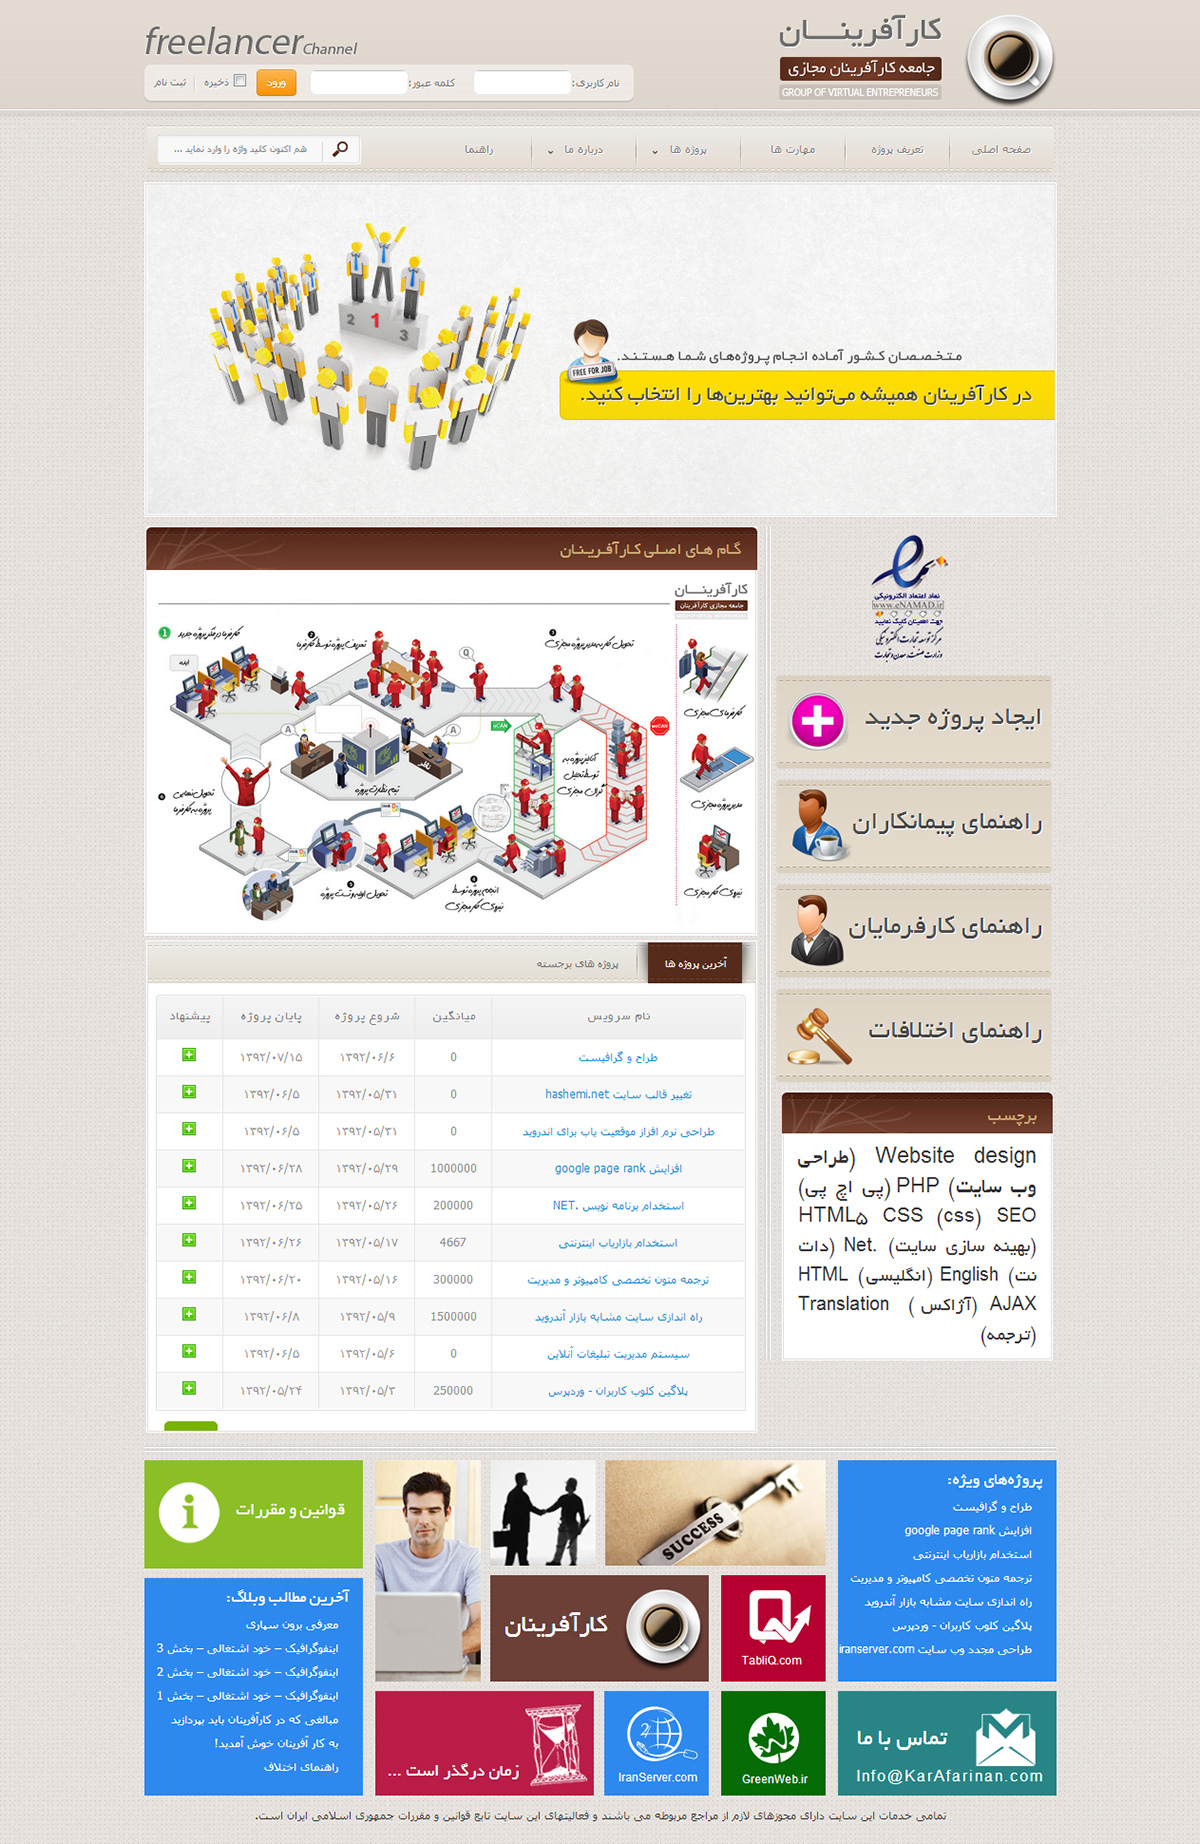 کارآفرینــــان
جامعه کارآفرینان مجازی
GROUP OF VIRTUAL ENTREPRENEURS
freelancer Channel
نام کاربری:
کلمه عبور:
ورود
ذخیره
ثبت نام
صفحه اصلی
تعریف پروژه
مهارت ها
پروژه ها
درباره ما
راهنما
هم اکنون کلید واژه را وارد نماید ...
2 1 3
FREE FOR JOB
متخصصان کشور آماده انجام پروژه‌های شما هستند.
در کارآفرینان همیشه می‌توانید بهترین‌ها را انتخاب کنید.
نماد اعتماد الکترونیکی
www.eNAMAD.ir
جهت اطمینان کلیک نمایید
مرکز توسعه تجارت الکترونیکی
وزارت صنعت، معدن و تجارت
ایجاد پروژه جدید
راهنمای پیمانکاران
راهنمای کارفرمایان
راهنمای اختلافات
برچسب
Website design (طراحی
وب سایت) PHP (پی اچ پی)
HTML۵ CSS (css) SEO
(بهینه سازی سایت) .Net (دات
نت) English (انگلیسی) HTML
AJAX (آژاکس ) Translation
(ترجمه)
گام های اصلی کارآفرینان
کارآفرینــــان
جامعه مجازی کارآفرینان
کارفرمای مجازی
مدیر پروژه مجازی
نیروی کار مجازی
تعریف پروژه توسط کارفرما
تحویل کار به مدیر پروژه مجازی
تیم نظارت پروژه
ناظر
انجام پروژه توسط
نیروی کار مجازی
تحویل اولیه و تست پروژه
تحویل نهایی
پروژه به کارفرما
آخرین پروژه ها
پروژه های برجسته
نام سرویس میانگین شروع پروژه پایان پروژه پیشنهاد
طراح و گرافیست 0 ۱۳۹۲/۰۶/۶ ۱۳۹۲/۰۷/۱۵
تغییر قالب سایت hashemi.net 0 ۱۳۹۲/۰۵/۳۱ ۱۳۹۲/۰۶/۵
طراحی نرم افزار موقعیت یاب برای اندروید 0 ۱۳۹۲/۰۵/۳۱ ۱۳۹۲/۰۶/۵
افزایش google page rank 1000000 ۱۳۹۲/۰۵/۲۹ ۱۳۹۲/۰۶/۲۸
استخدام برنامه نویس .NET 200000 ۱۳۹۲/۰۵/۲۶ ۱۳۹۲/۰۶/۲۵
استخدام بازاریاب اینترنتی 4667 ۱۳۹۲/۰۵/۱۷ ۱۳۹۲/۰۶/۲۶
ترجمه متون تخصصی کامپیوتر و مدیریت 300000 ۱۳۹۲/۰۵/۱۶ ۱۳۹۲/۰۶/۲۰
راه اندازی سایت مشابه بازار آندروید 1500000 ۱۳۹۲/۰۵/۹ ۱۳۹۲/۰۶/۸
سیستم مدیریت تبلیغات آنلاین 0 ۱۳۹۲/۰۵/۶ ۱۳۹۲/۰۶/۵
پلاگین کلوب کاربران - وردپرس 250000 ۱۳۹۲/۰۵/۳ ۱۳۹۲/۰۵/۲۴
پروژه‌های ویژه:
طراح و گرافیست
افزایش google page rank
استخدام بازاریاب اینترنتی
ترجمه متون تخصصی کامپیوتر و مدیریت
راه اندازی سایت مشابه بازار آندروید
پلاگین کلوب کاربران - وردپرس
طراحی مجدد وب سایت iranserver.com
SUCCESS
قوانین و مقررات
آخرین مطالب وبلاگ:
معرفی برون سپاری
اینفوگرافیک – خود اشتغالی – بخش 3
اینفوگرافیک – خود اشتغالی – بخش 2
اینفوگرافیک – خود اشتغالی – بخش 1
مبالغی که در کارآفرینان باید بپردازید
به کار آفرینان خوش آمدید!
راهنمای اختلاف
کارآفرینان
TabliQ.com
تماس با ما
Info@KarAfarinan.com
GreenWeb.ir
IranServer.com
زمان درگذر است ...
تمامی خدمات این سایت دارای مجوزهای لازم از مراجع مربوطه می باشند و فعالیتهای این سایت تابع قوانین و مقررات جمهوری اسلامی ایران است.